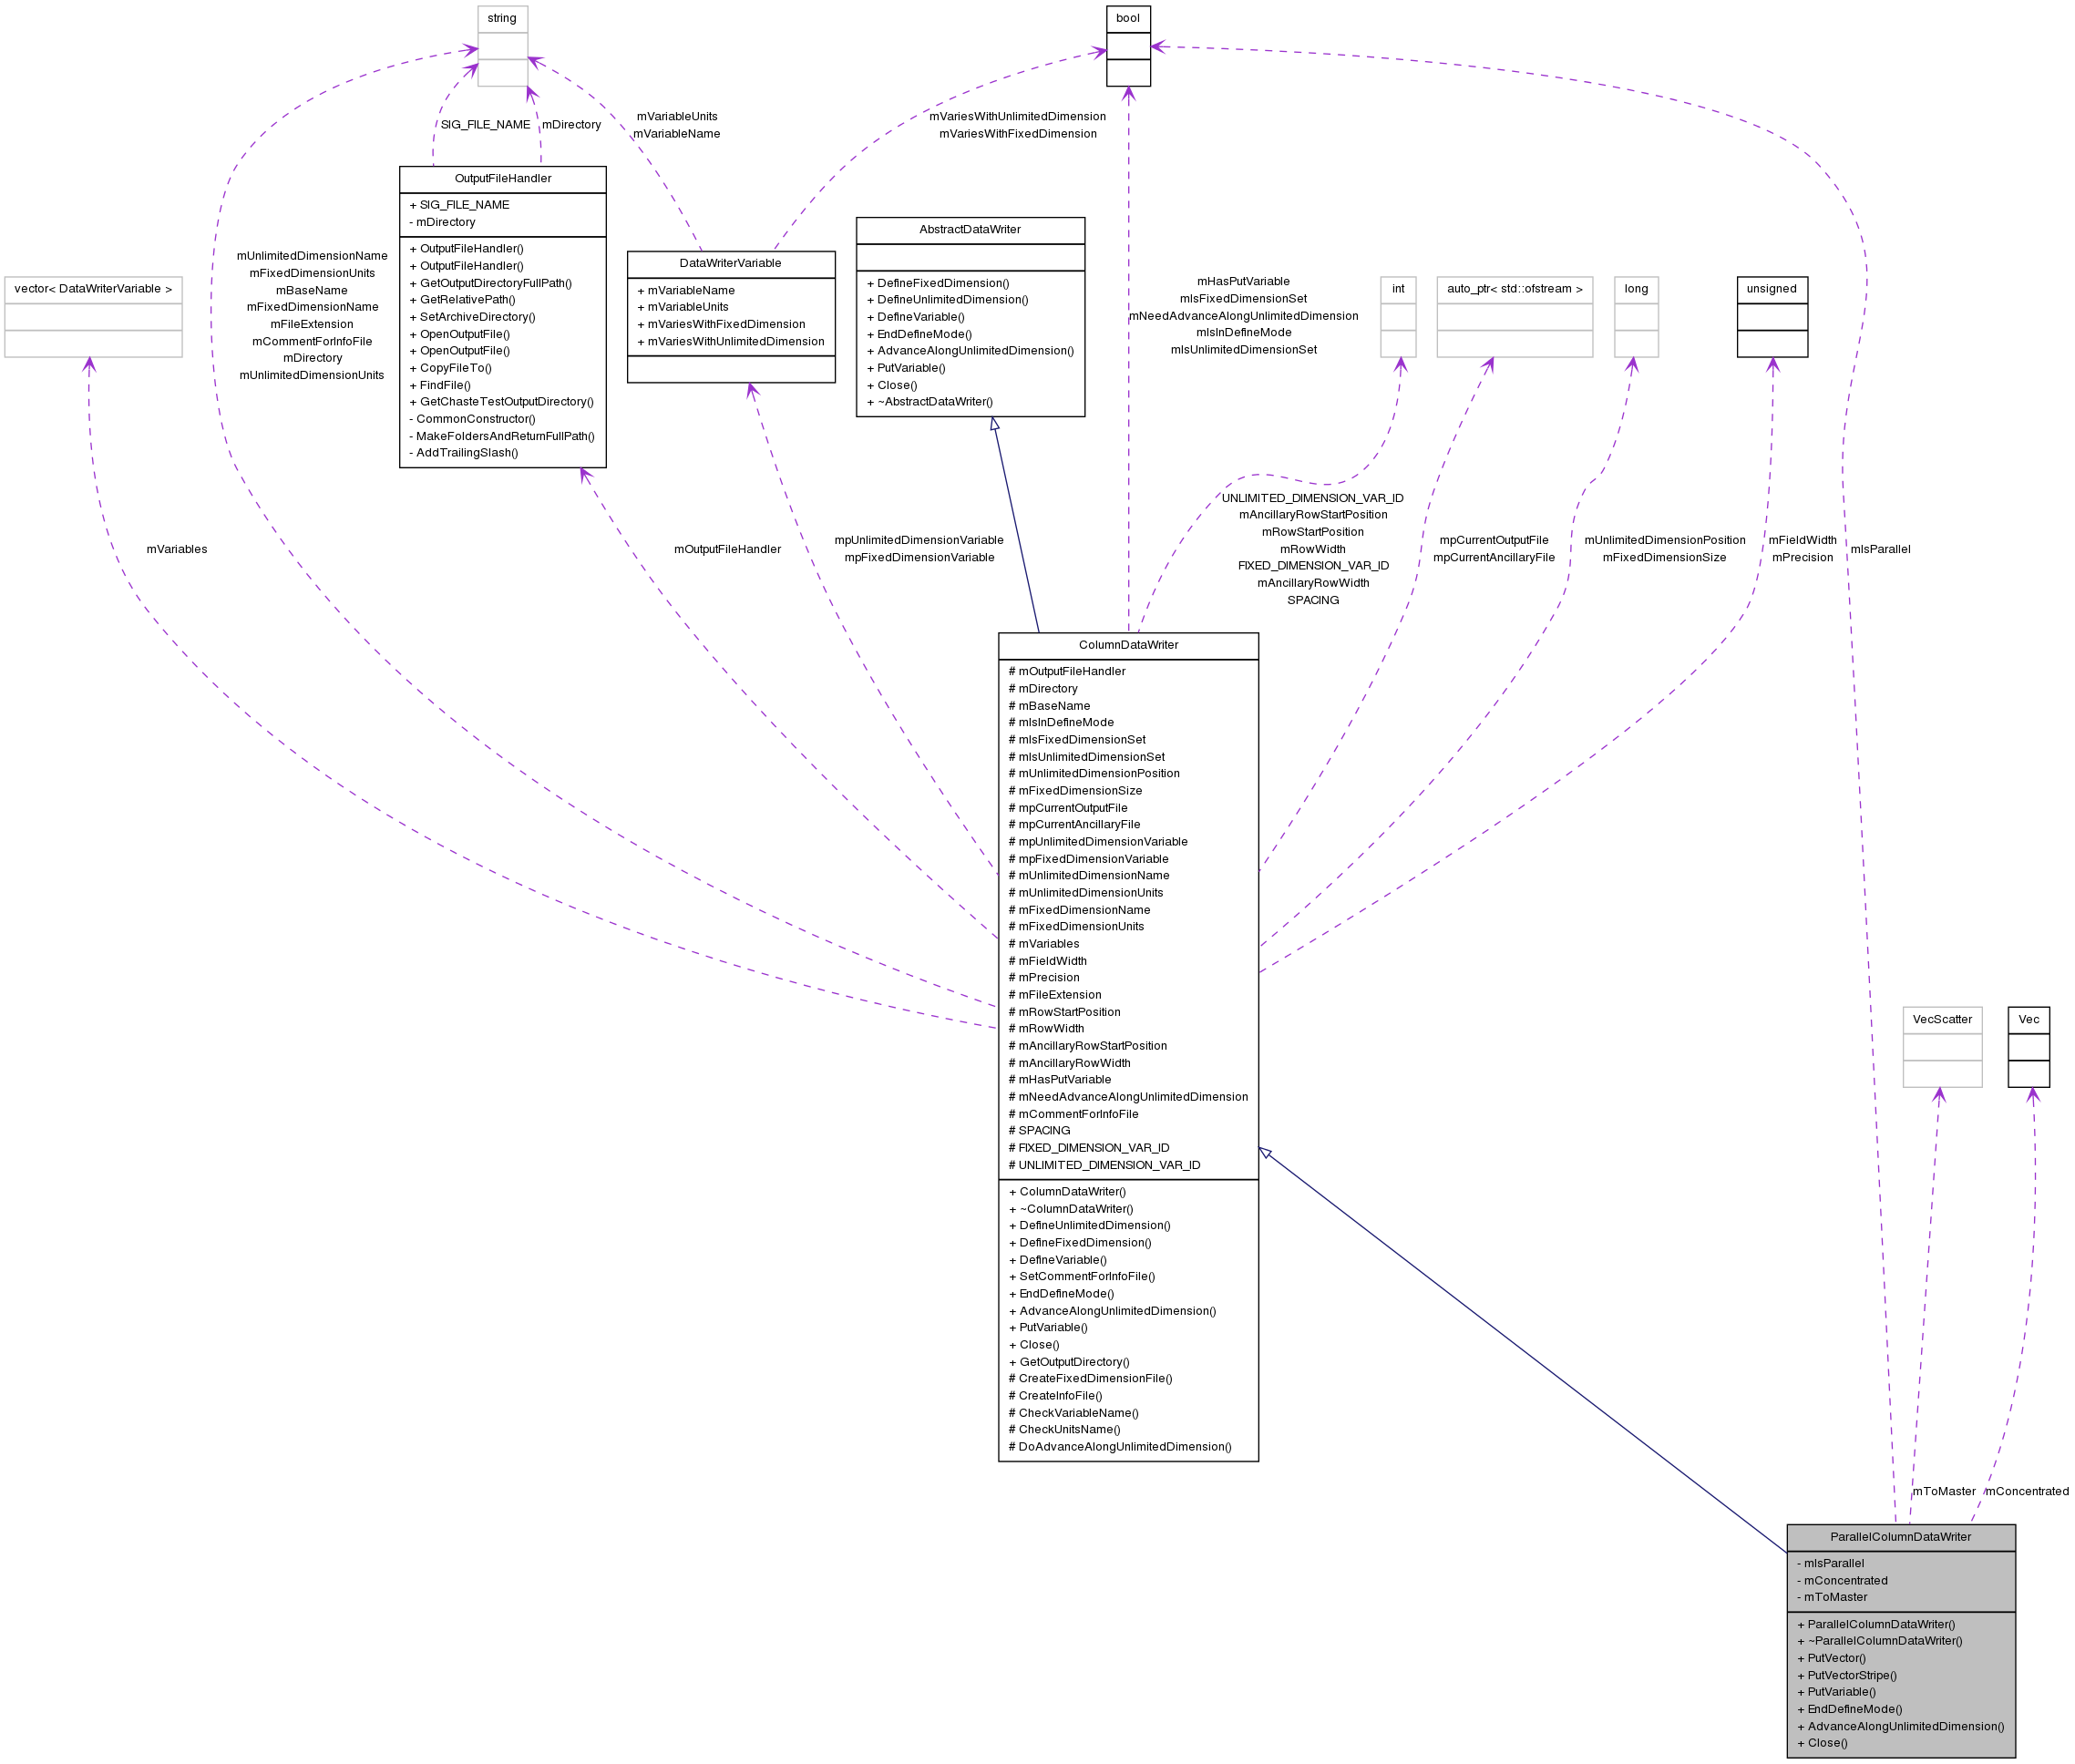 string
bool
SIG_FILE_NAME
mDirectory
mVariableUnits
mVariableName
mVariesWithUnlimitedDimension
mVariesWithFixedDimension
OutputFileHandler
+ SIG_FILE_NAME
- mDirectory
+ OutputFileHandler()
+ OutputFileHandler()
+ GetOutputDirectoryFullPath()
+ GetRelativePath()
+ SetArchiveDirectory()
+ OpenOutputFile()
+ OpenOutputFile()
+ CopyFileTo()
+ FindFile()
+ GetChasteTestOutputDirectory()
- CommonConstructor()
- MakeFoldersAndReturnFullPath()
- AddTrailingSlash()
DataWriterVariable
+ mVariableName
+ mVariableUnits
+ mVariesWithFixedDimension
+ mVariesWithUnlimitedDimension
AbstractDataWriter
+ DefineFixedDimension()
+ DefineUnlimitedDimension()
+ DefineVariable()
+ EndDefineMode()
+ AdvanceAlongUnlimitedDimension()
+ PutVariable()
+ Close()
+ ~AbstractDataWriter()
vector< DataWriterVariable >
mUnlimitedDimensionName
mFixedDimensionUnits
mBaseName
mFixedDimensionName
mFileExtension
mCommentForInfoFile
mDirectory
mUnlimitedDimensionUnits
mHasPutVariable
mIsFixedDimensionSet
mNeedAdvanceAlongUnlimitedDimension
mIsInDefineMode
mIsUnlimitedDimensionSet
int
auto_ptr< std::ofstream >
long
unsigned
mVariables
mOutputFileHandler
mpUnlimitedDimensionVariable
mpFixedDimensionVariable
UNLIMITED_DIMENSION_VAR_ID
mAncillaryRowStartPosition
mRowStartPosition
mRowWidth
FIXED_DIMENSION_VAR_ID
mAncillaryRowWidth
SPACING
mpCurrentOutputFile
mpCurrentAncillaryFile
mUnlimitedDimensionPosition
mFixedDimensionSize
mFieldWidth
mPrecision
mIsParallel
ColumnDataWriter
# mOutputFileHandler
# mDirectory
# mBaseName
# mIsInDefineMode
# mIsFixedDimensionSet
# mIsUnlimitedDimensionSet
# mUnlimitedDimensionPosition
# mFixedDimensionSize
# mpCurrentOutputFile
# mpCurrentAncillaryFile
# mpUnlimitedDimensionVariable
# mpFixedDimensionVariable
# mUnlimitedDimensionName
# mUnlimitedDimensionUnits
# mFixedDimensionName
# mFixedDimensionUnits
# mVariables
# mFieldWidth
# mPrecision
# mFileExtension
# mRowStartPosition
# mRowWidth
# mAncillaryRowStartPosition
# mAncillaryRowWidth
# mHasPutVariable
# mNeedAdvanceAlongUnlimitedDimension
# mCommentForInfoFile
# SPACING
# FIXED_DIMENSION_VAR_ID
# UNLIMITED_DIMENSION_VAR_ID
+ ColumnDataWriter()
+ ~ColumnDataWriter()
+ DefineUnlimitedDimension()
+ DefineFixedDimension()
+ DefineVariable()
+ SetCommentForInfoFile()
+ EndDefineMode()
+ AdvanceAlongUnlimitedDimension()
+ PutVariable()
+ Close()
+ GetOutputDirectory()
# CreateFixedDimensionFile()
# CreateInfoFile()
# CheckVariableName()
# CheckUnitsName()
# DoAdvanceAlongUnlimitedDimension()
VecScatter
Vec
mToMaster
mConcentrated
ParallelColumnDataWriter
- mIsParallel
- mConcentrated
- mToMaster
+ ParallelColumnDataWriter()
+ ~ParallelColumnDataWriter()
+ PutVector()
+ PutVectorStripe()
+ PutVariable()
+ EndDefineMode()
+ AdvanceAlongUnlimitedDimension()
+ Close()